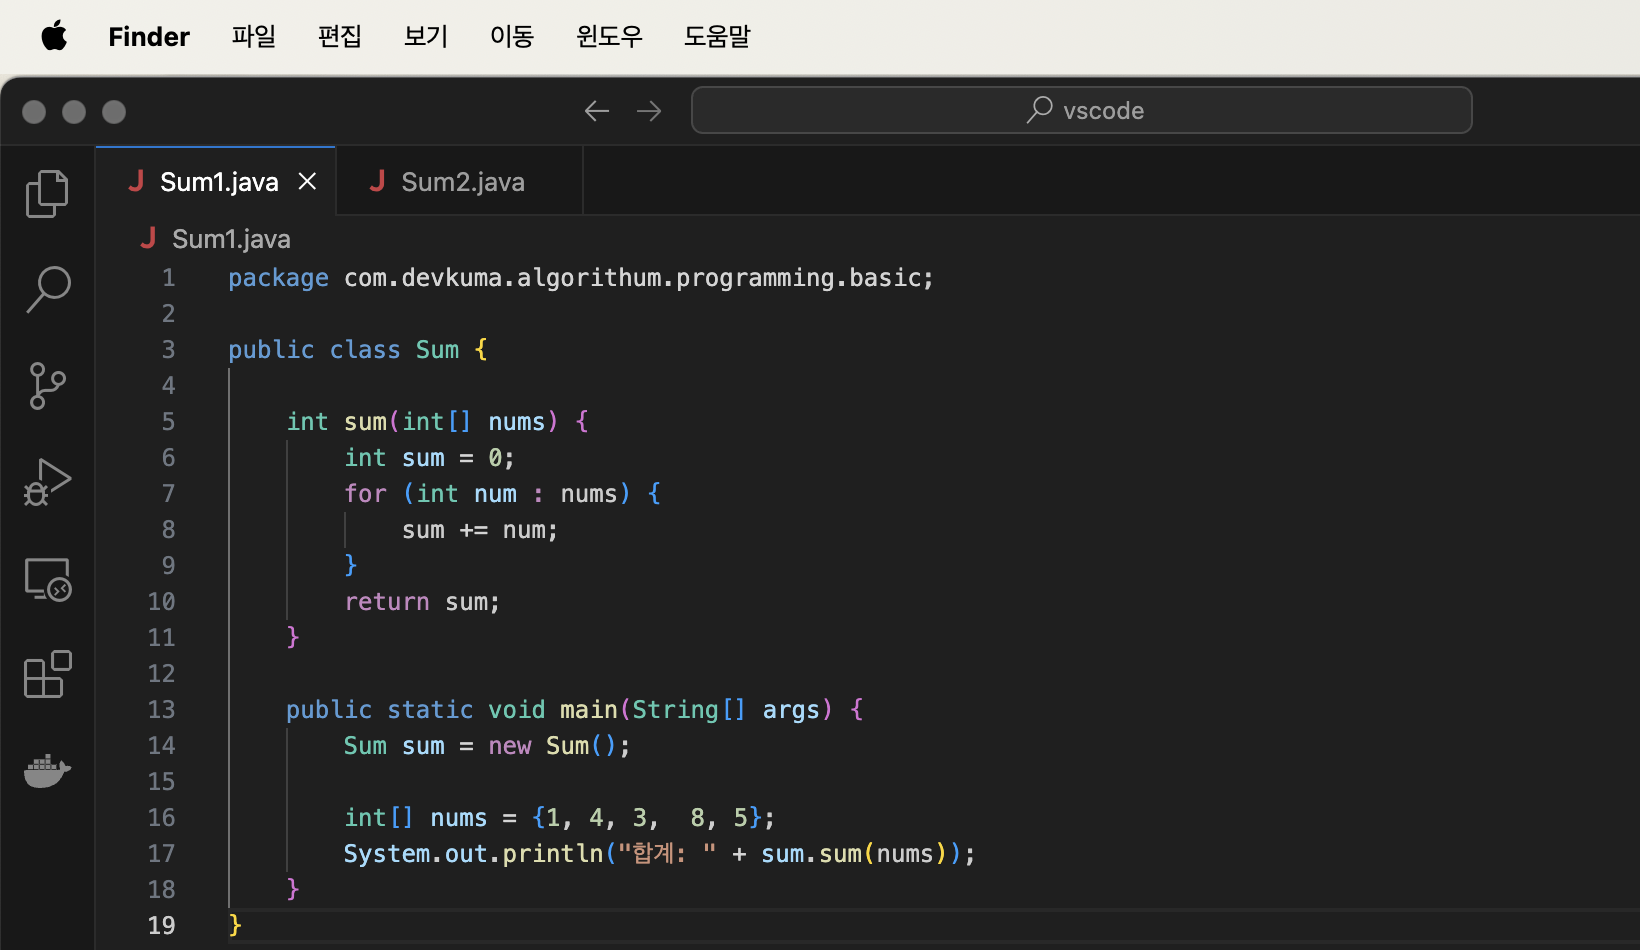 Finder 파일 편집 보기 이동 윈도우 도움말
vscode
J Sum1.java J Sum2.java
J Sum1.java
1 package com.devkuma.algorithum.programming.basic;
2
3 public class Sum {
4
5     int sum(int[] nums) {
6         int sum = 0;
7         for (int num : nums) {
8             sum += num;
9         }
10         return sum;
11     }
12
13     public static void main(String[] args) {
14         Sum sum = new Sum();
15
16         int[] nums = {1, 4, 3,  8, 5};
17         System.out.println("합계: " + sum.sum(nums));
18     }
19 }